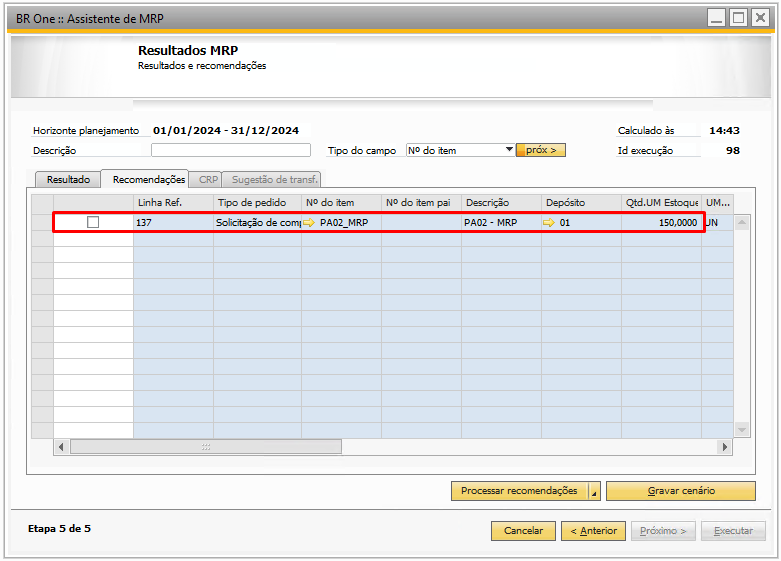 BR One :: Assistente de MRP
Resultados MRP
Resultados e recomendações
Horizonte planejamento 01/01/2024 - 31/12/2024 Calculado às 14:43
Descrição Tipo do campo Nº do item próx > Id execução 98
Resultado Recomendações CRP Sugestão de transf.
Linha Ref. Tipo de pedido Nº do item Nº do item pai Descrição Depósito Qtd.UM Estoque UM...
137 Solicitação de comp PA02_MRP PA02 - MRP 01 150,0000 UN
Processar recomendações Gravar cenário
Etapa 5 de 5 Cancelar < Anterior Próximo > Executar